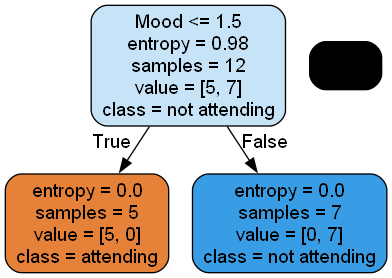 Mood <= 1.5
entropy = 0.98
samples = 12
value = [5, 7]
class = not attending
True
False
entropy = 0.0
samples = 5
value = [5, 0]
class = attending
entropy = 0.0
samples = 7
value = [0, 7]
class = not attending